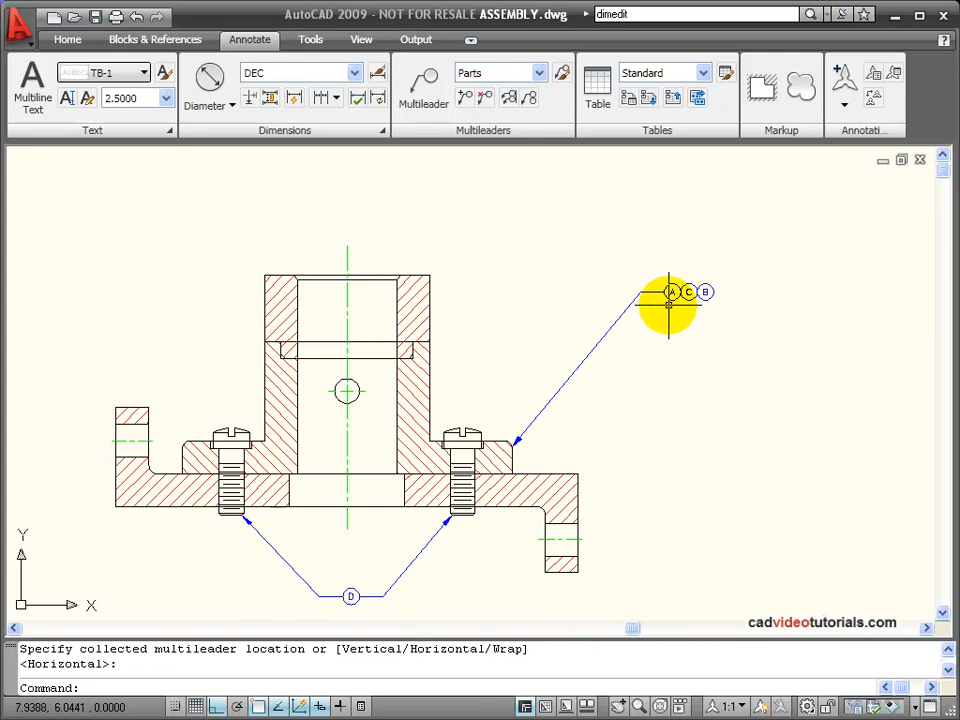 AutoCAD 2009 - NOT FOR RESALE ASSEMBLY.dwg
dimedit
Home Blocks & References Annotate Tools View Output
TB-1
DEC
Parts
Standard
Multiline Text
2.5000
Diameter
Multileader
Table
Text
Dimensions
Multileaders
Tables
Markup
Annotati...
A C B
D
Y
X
cadvideotutorials.com
Specify collected multileader location or [Vertical/Horizontal/Wrap]
<Horizontal>:
Command:
7.9388, 6.0441, 0.0000
1:1